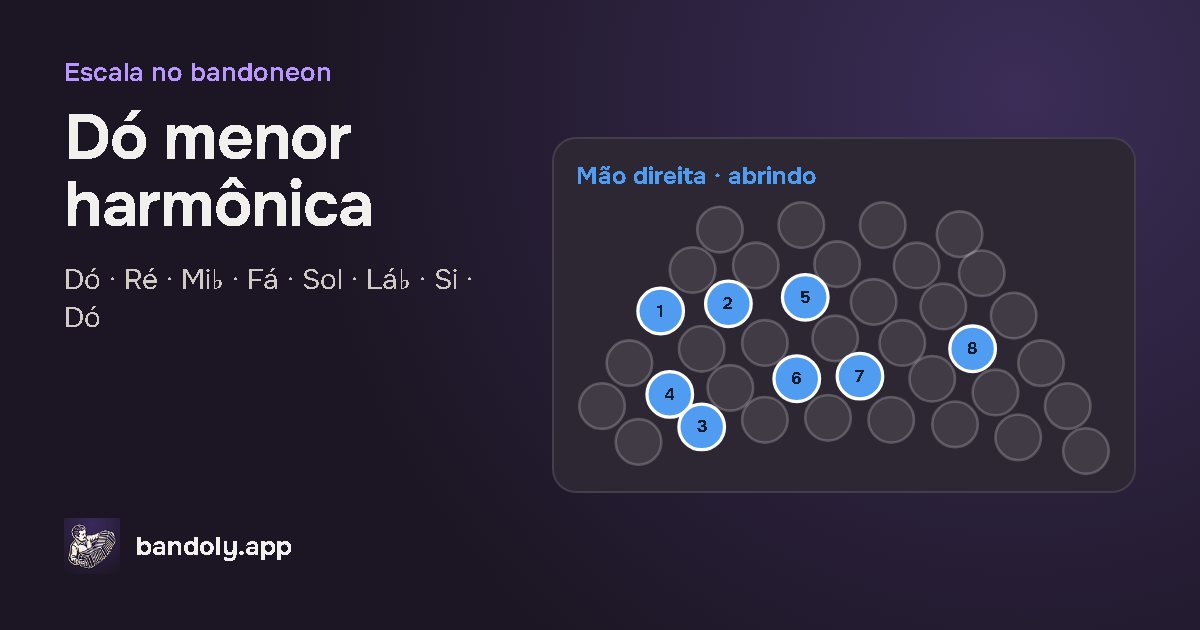 Escala no bandoneon
Dó menor
harmônica
Dó · Ré · Mi♭ · Fá · Sol · Lá♭ · Si ·
Dó
Mão direita · abrindo
1 2 5
8
6 7
4
3
bandoly.app